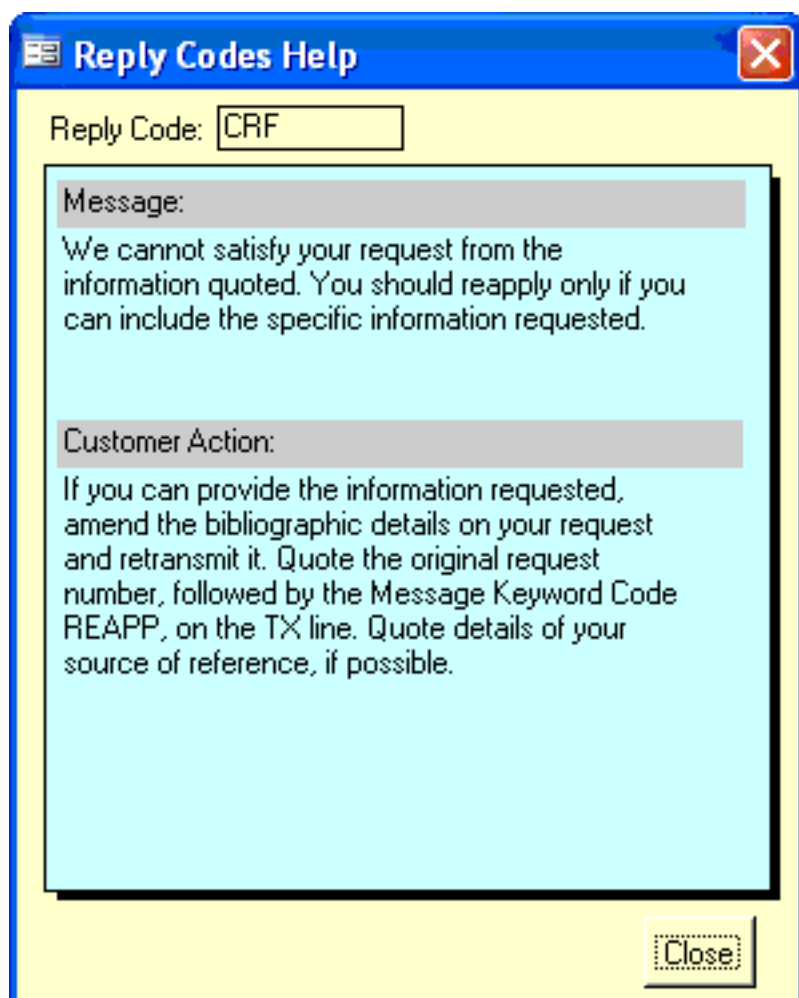 Reply Codes Help
Reply Code: CRF
Message:
We cannot satisfy your request from the
information quoted. You should reapply only if you
can include the specific information requested.
Customer Action:
If you can provide the information requested,
amend the bibliographic details on your request
and retransmit it. Quote the original request
number, followed by the Message Keyword Code
REAPP, on the TX line. Quote details of your
source of reference, if possible.
Close